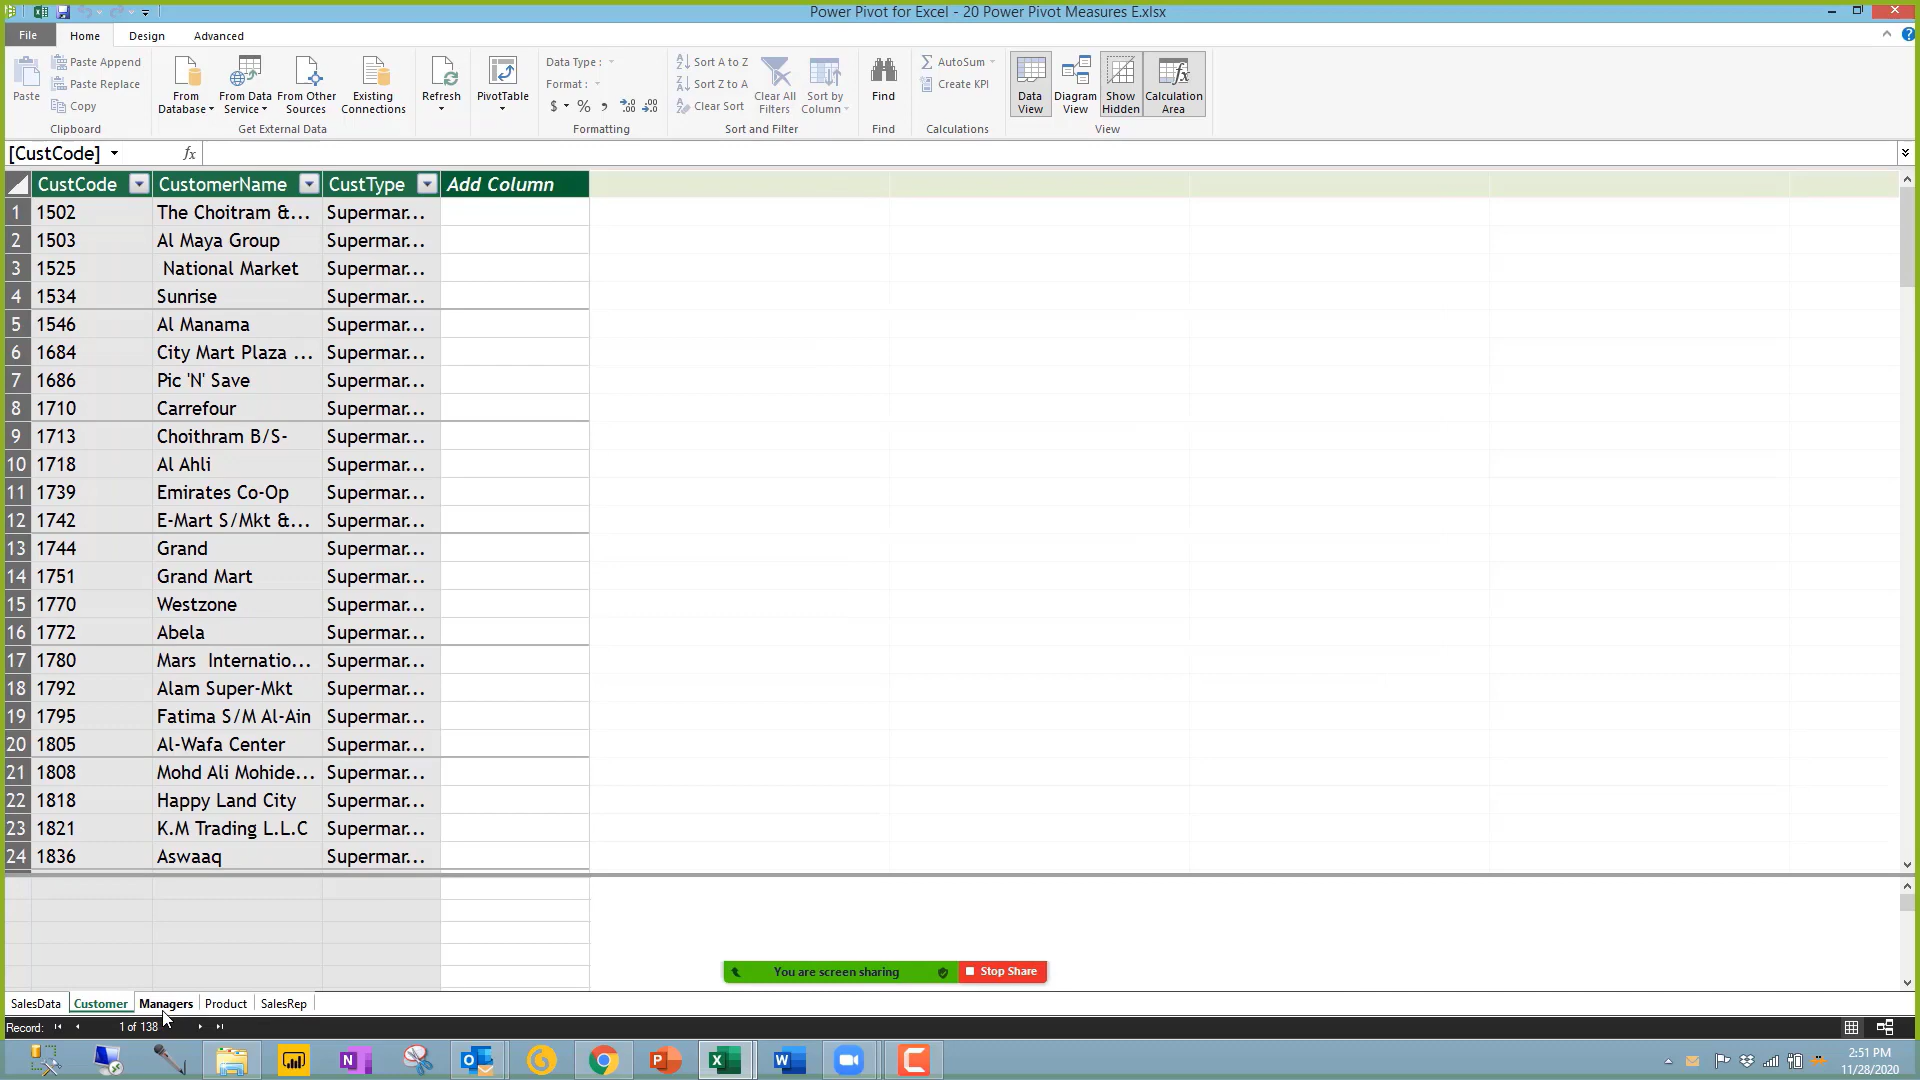 Power Pivot for Excel - 20 Power Pivot Measures E.xlsx
File Home Design Advanced
Paste
Paste Append
Paste Replace
Copy
Clipboard
From Database
From Data Service
From Other Sources
Existing Connections
Get External Data
Refresh
PivotTable
Data Type :
Format :
$ % ,
Formatting
Sort A to Z
Sort Z to A
Clear Sort
Clear All Filters
Sort by Column
Sort and Filter
Find
Find
AutoSum
Create KPI
Calculations
Data View
Diagram View
Show Hidden
Calculation Area
View
[CustCode] fx
CustCode CustomerName CustType Add Column
1 1502 The Choitram &... Supermar...
2 1503 Al Maya Group Supermar...
3 1525 National Market Supermar...
4 1534 Sunrise Supermar...
5 1546 Al Manama Supermar...
6 1684 City Mart Plaza ... Supermar...
7 1686 Pic 'N' Save Supermar...
8 1710 Carrefour Supermar...
9 1713 Choithram B/S- Supermar...
10 1718 Al Ahli Supermar...
11 1739 Emirates Co-Op Supermar...
12 1742 E-Mart S/Mkt &... Supermar...
13 1744 Grand Supermar...
14 1751 Grand Mart Supermar...
15 1770 Westzone Supermar...
16 1772 Abela Supermar...
17 1780 Mars Internatio... Supermar...
18 1792 Alam Super-Mkt Supermar...
19 1795 Fatima S/M Al-Ain Supermar...
20 1805 Al-Wafa Center Supermar...
21 1808 Mohd Ali Mohide... Supermar...
22 1818 Happy Land City Supermar...
23 1821 K.M Trading L.L.C Supermar...
24 1836 Aswaaq Supermar...
You are screen sharing Stop Share
SalesData Customer Managers Product SalesRep
Record: 1 of 138
2:51 PM
11/28/2020